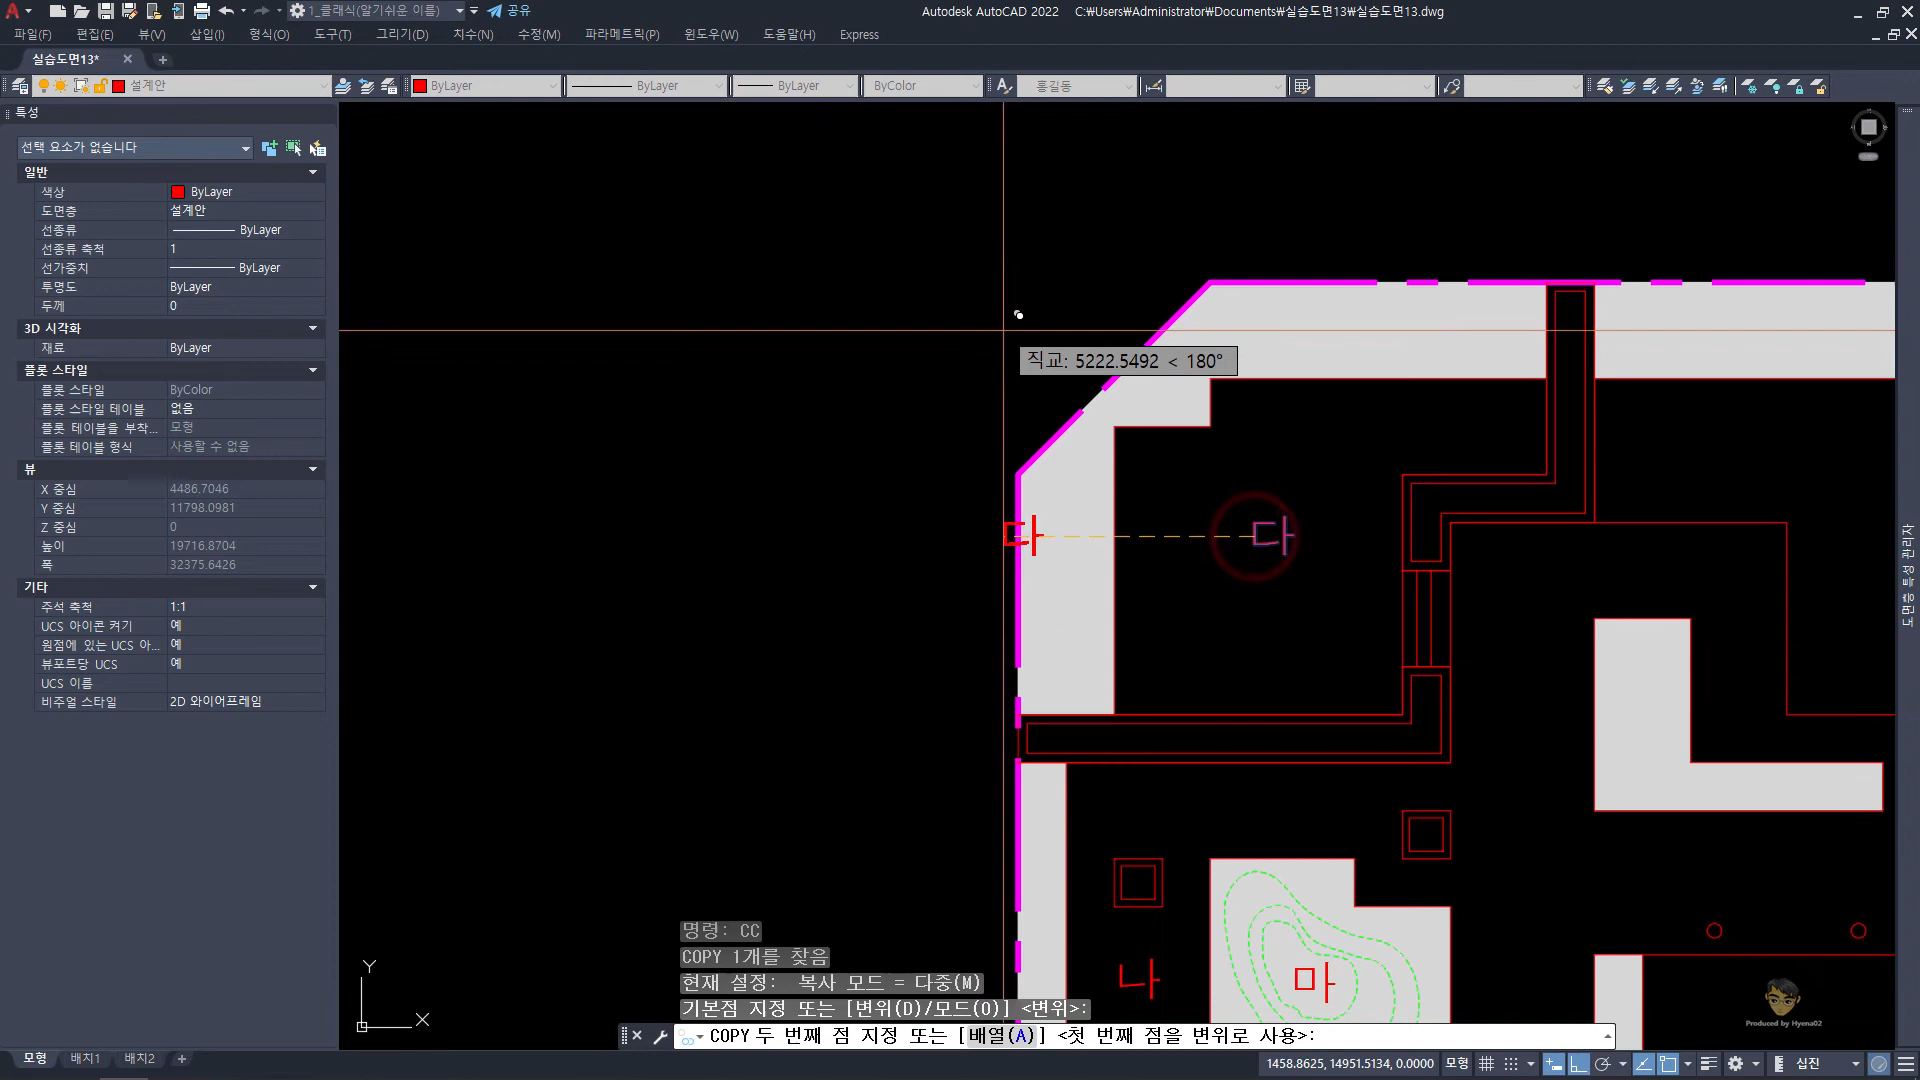 1_클래식(알기쉬운 이름)
공유
Autodesk AutoCAD 2022 C:₩Users₩Administrator₩Documents₩실습도면13₩실습도면13.dwg
파일(F) 편집(E) 뷰(V) 삽입(I) 형식(O) 도구(T) 그리기(D) 치수(N) 수정(M) 파라메트릭(P) 윈도우(W) 도움말(H) Express
실습도면13*
설계안 ByLayer ByLayer ByLayer ByColor 홍길동
특성
선택 요소가 없습니다
일반
색상 ByLayer
도면층 설계안
선종류 ByLayer
선종류 축척 1
선가중치 ByLayer
투명도 ByLayer
두께 0
3D 시각화
재료 ByLayer
플롯 스타일
플롯 스타일 ByColor
플롯 스타일 테이블 없음
플롯 테이블을 부착... 모형
플롯 테이블 형식 사용할 수 없음
뷰
X 중심 4486.7046
Y 중심 11798.0981
Z 중심 0
높이 19716.8704
폭 32375.6426
기타
주석 축척 1:1
UCS 아이콘 켜기 예
원점에 있는 UCS 아... 예
뷰포트당 UCS 예
UCS 이름
비주얼 스타일 2D 와이어프레임
직교: 5222.5492 < 180°
다
다
나
마
도면층 특성 관리자
Y
X
Produced by Hyena02
명령: CC
COPY 1개를 찾음
현재 설정: 복사 모드 = 다중(M)
기본점 지정 또는 [변위(D)/모드(O)] <변위>:
COPY 두 번째 점 지정 또는 [배열(A)] <첫 번째 점을 변위로 사용>:
모형 배치1 배치2
1458.8625, 14951.5134, 0.0000 모형 십진